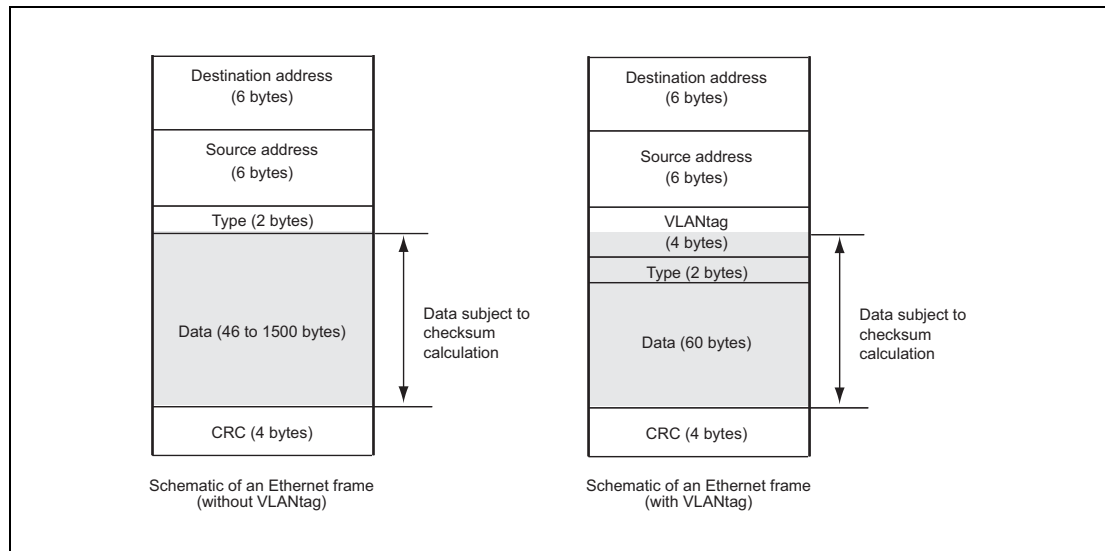 Destination address
(6 bytes)
Source address
(6 bytes)
Type (2 bytes)
Data (46 to 1500 bytes)
CRC (4 bytes)
Data subject to
checksum
calculation
Schematic of an Ethernet frame
(without VLANtag)
Destination address
(6 bytes)
Source address
(6 bytes)
VLANtag
(4 bytes)
Type (2 bytes)
Data (60 bytes)
CRC (4 bytes)
Data subject to
checksum
calculation
Schematic of an Ethernet frame
(with VLANtag)